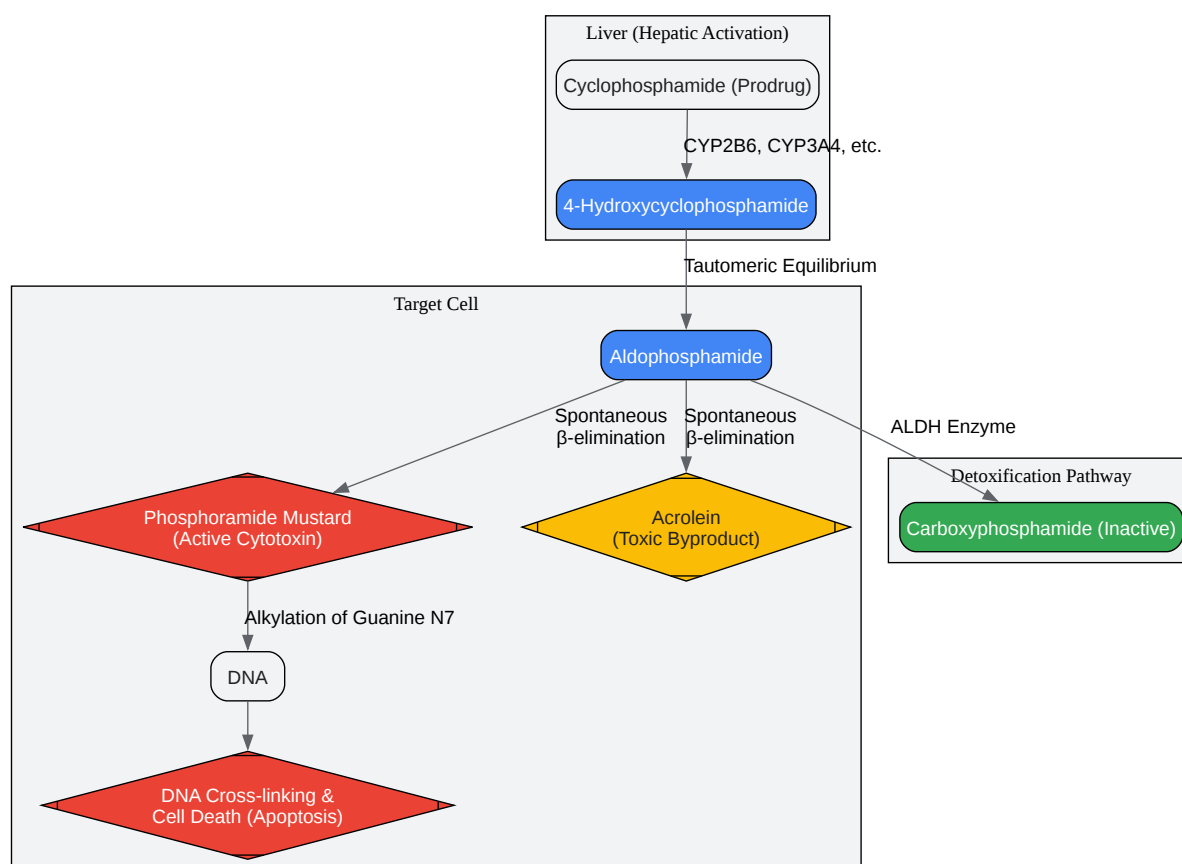 Liver (Hepatic Activation)
Cyclophosphamide (Prodrug)
CYP2B6, CYP3A4, etc.
4-Hydroxycyclophosphamide
Tautomeric Equilibrium
Target Cell
Aldophosphamide
Spontaneous
β-elimination
Spontaneous
β-elimination
ALDH Enzyme
Detoxification Pathway
Carboxyphosphamide (Inactive)
Phosphoramide Mustard
(Active Cytotoxin)
Acrolein
(Toxic Byproduct)
Alkylation of Guanine N7
DNA
DNA Cross-linking &
Cell Death (Apoptosis)